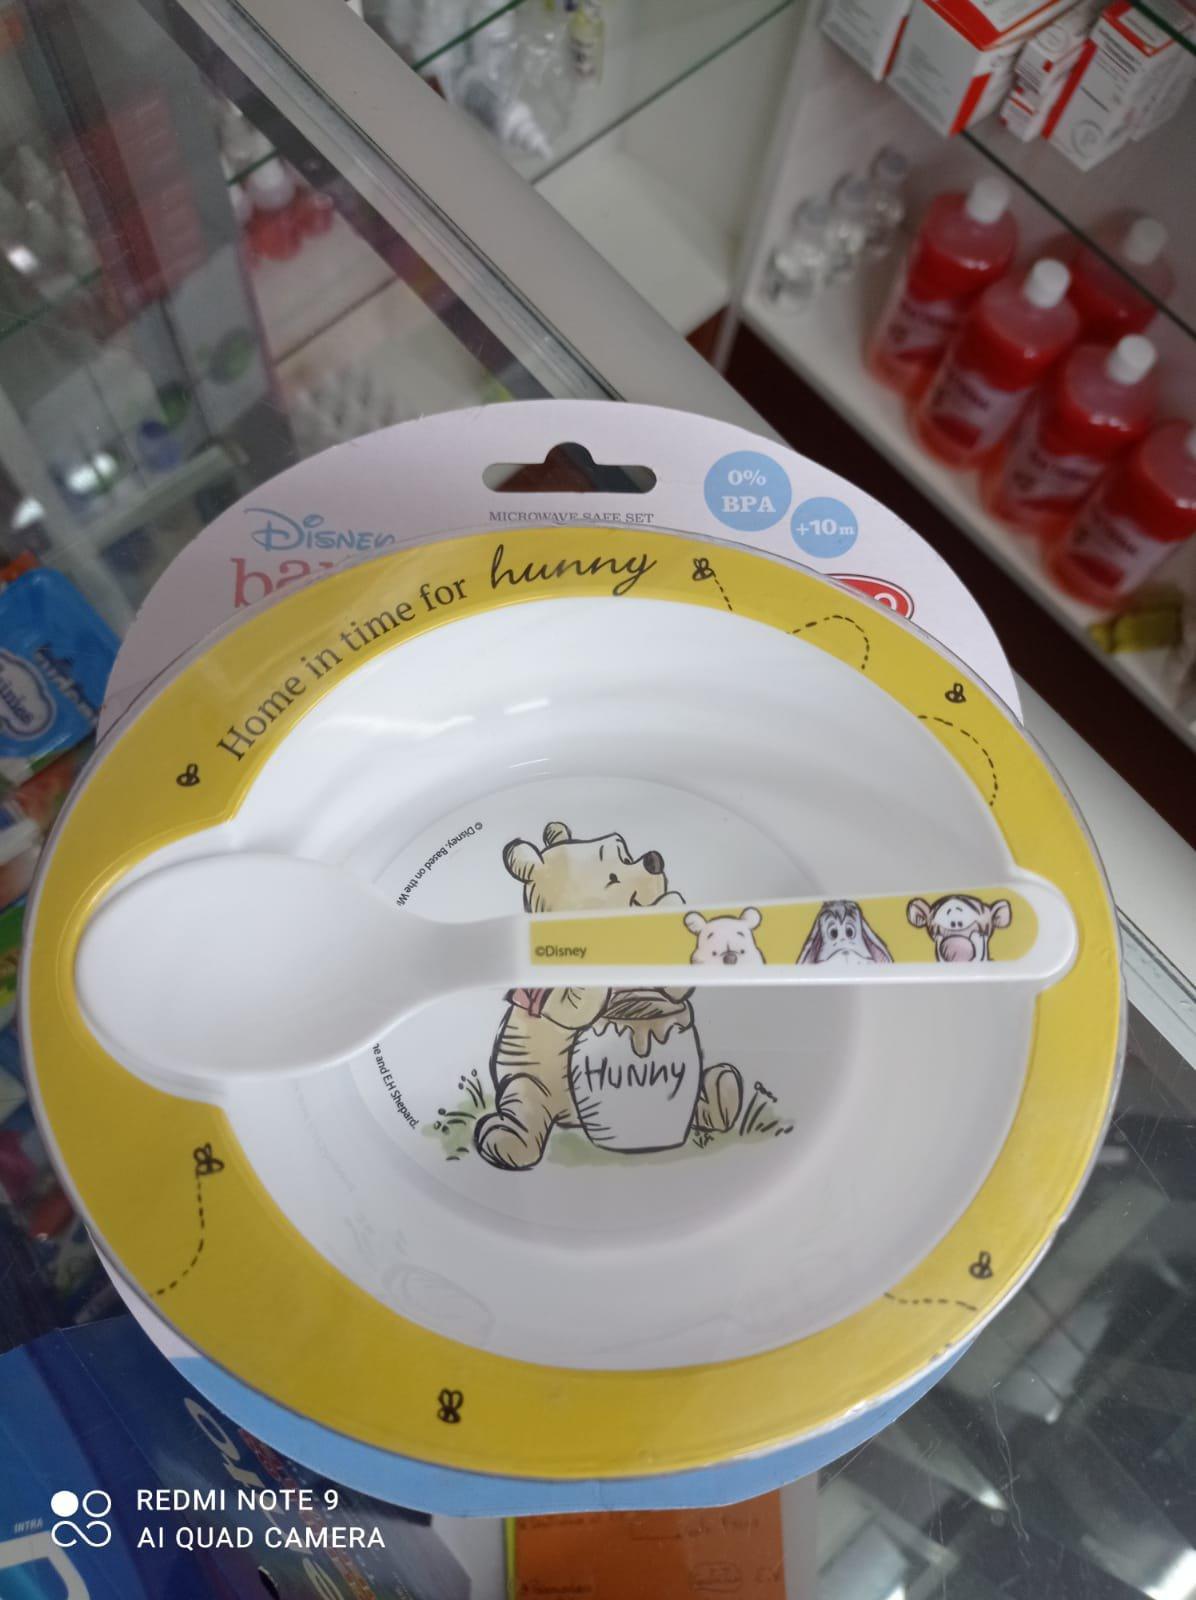 0%
BPA
+10m
MICROWAVE SAFE SET
Disney
Home in time for hunny
©Disney. Based on the
©Disney
HUNNY
and E.H Shepard.
INTRA
REDMI NOTE 9
AI QUAD CAMERA